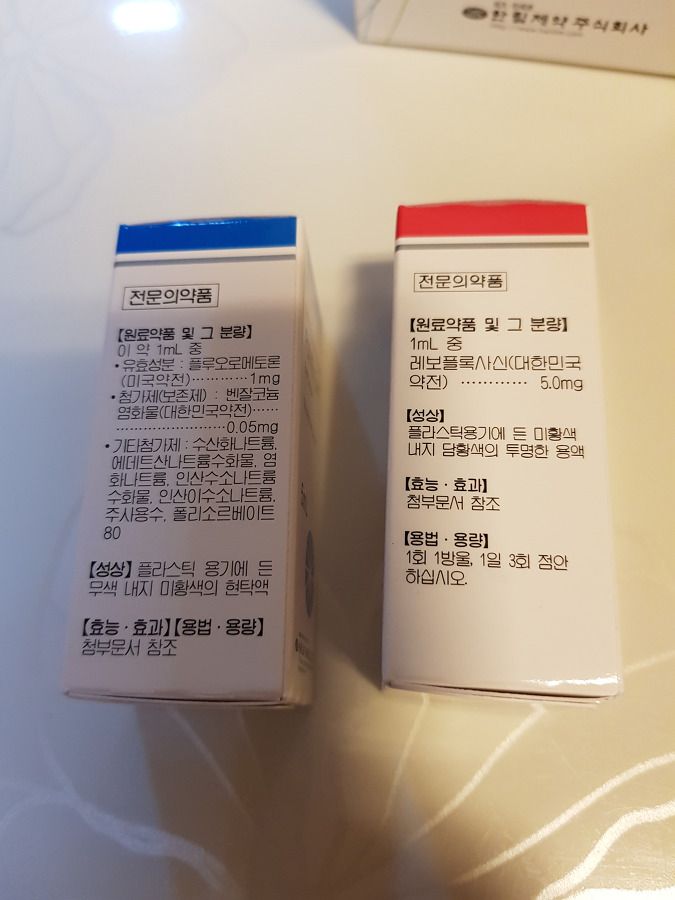 한림제약주식회사
전문의약품
【원료약품 및 그 분량】
이 약 1mL 중
• 유효성분 : 플루오로메토론
(미국약전)…………1mg
• 첨가제(보존제) : 벤잘코늄
염화물(대한민국약전)……
……………………0.05mg
• 기타첨가제 : 수산화나트륨,
에데트산나트륨수화물, 염
화나트륨, 인산수소나트륨
수화물, 인산이수소나트륨,
주사용수, 폴리소르베이트
80
【성상】 플라스틱 용기에 든
무색 내지 미황색의 현탁액
【효능 · 효과】【용법 · 용량】
첨부문서 참조
전문의약품
【원료약품 및 그 분량】
1mL 중
레보플록사신(대한민국
약전) ………… 5.0mg
【성상】
플라스틱용기에 든 미황색
내지 담황색의 투명한 용액
【효능 · 효과】
첨부문서 참조
【용법 · 용량】
1회 1방울, 1일 3회 점안
하십시오.